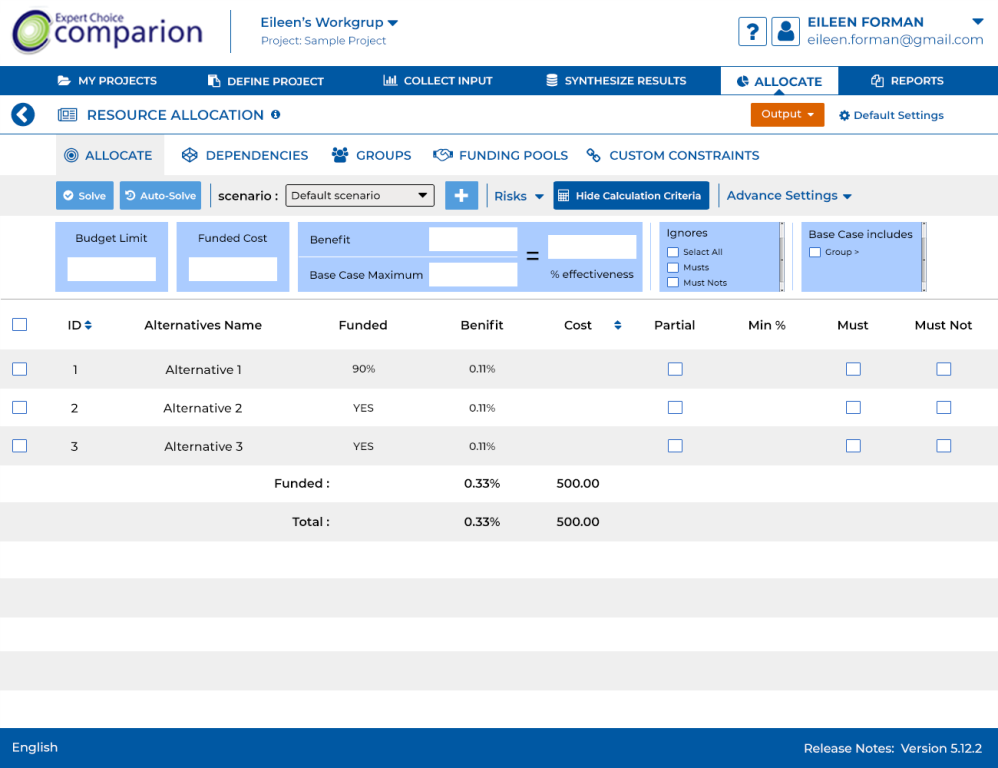 Expert Choice
comparion
Eileen's Workgrup
Project: Sample Project
?
EILEEN FORMAN
eileen.forman@gmail.com
MY PROJECTS DEFINE PROJECT COLLECT INPUT SYNTHESIZE RESULTS ALLOCATE REPORTS
RESOURCE ALLOCATION
Output
Default Settings
ALLOCATE DEPENDENCIES GROUPS FUNDING POOLS CUSTOM CONSTRAINTS
Solve Auto-Solve scenario : Default scenario + Risks Hide Calculation Criteria Advance Settings
Budget Limit
Funded Cost
Benefit
Base Case Maximum
=
% effectiveness
Ignores
Selact All
Musts
Must Nots
Base Case includes
Group >
ID Alternatives Name Funded Benifit Cost Partial Min % Must Must Not
1 Alternative 1 90% 0.11%
2 Alternative 2 YES 0.11%
3 Alternative 3 YES 0.11%
Funded : 0.33% 500.00
Total : 0.33% 500.00
English
Release Notes: Version 5.12.2